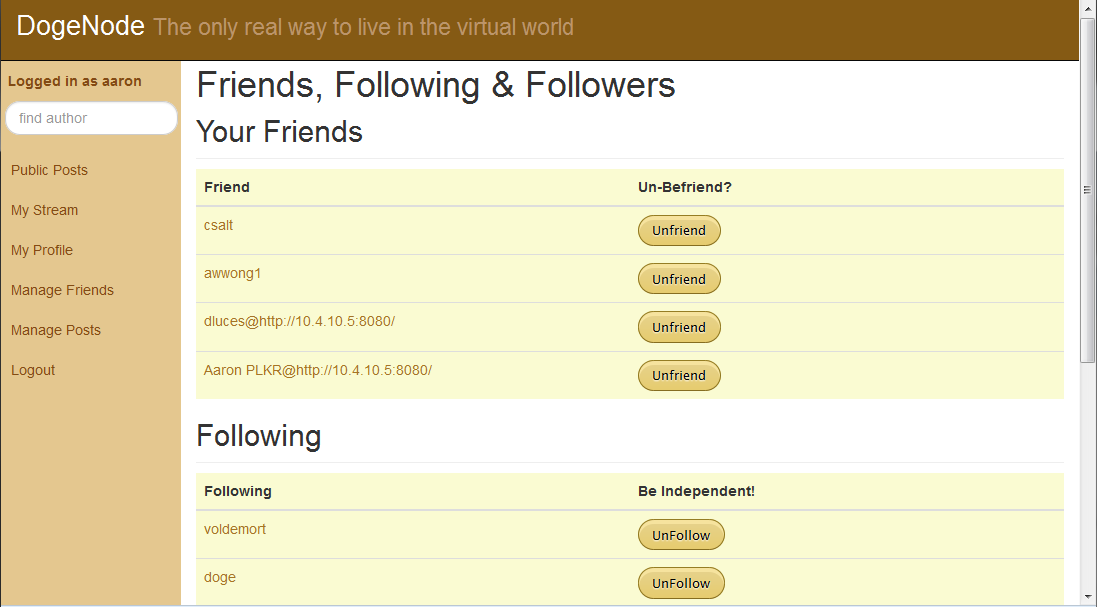 DogeNode The only real way to live in the virtual world
Logged in as aaron
find author
Public Posts
My Stream
My Profile
Manage Friends
Manage Posts
Logout
Friends, Following & Followers
Your Friends
Friend Un-Befriend?
csalt Unfriend
awwong1 Unfriend
dluces@http://10.4.10.5:8080/ Unfriend
Aaron PLKR@http://10.4.10.5:8080/ Unfriend
Following
Following Be Independent!
voldemort UnFollow
doge UnFollow